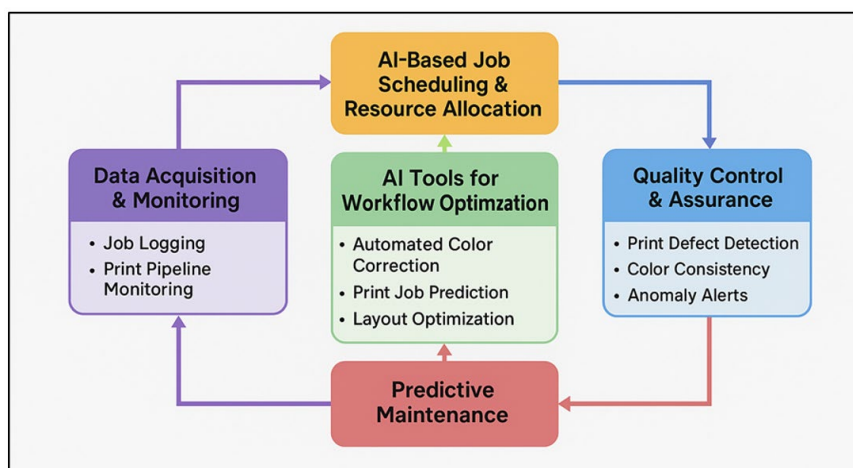 AI-Based Job
Scheduling &
Resource Allocation
Data Acquisition
& Monitoring
• Job Logging
• Print Pipeline
Monitoring
AI Tools for
Workflow Optimzation
• Automated Color
Correction
• Print Job Prediction
• Layout Optimization
Quality Control
& Assurance
• Print Defect Detection
• Color Consistency
• Anomaly Alerts
Predictive
Maintenance